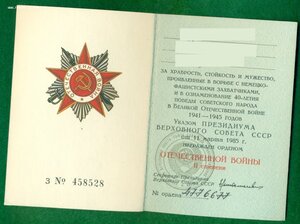 З № 458528
ЗА ХРАБРОСТЬ, СТОЙКОСТЬ И МУЖЕСТВО,
ПРОЯВЛЕННЫЕ В БОРЬБЕ С НЕМЕЦКО-
ФАШИСТСКИМИ ЗАХВАТЧИКАМИ,
И В ОЗНАМЕНОВАНИЕ 40-ЛЕТИЯ
ПОБЕДЫ СОВЕТСКОГО НАРОДА
В ВЕЛИКОЙ ОТЕЧЕСТВЕННОЙ ВОЙНЕ
1941—1945 ГОДОВ
УКАЗОМ ПРЕЗИДИУМА
ВЕРХОВНОГО СОВЕТА СССР
ОТ 11 МАРТА 1985 г.
НАГРАЖДЕН ОРДЕНОМ
ОТЕЧЕСТВЕННОЙ ВОЙНЫ
II СТЕПЕНИ
Секретарь Президиума
Верховного Совета СССР
№ ордена 4776677